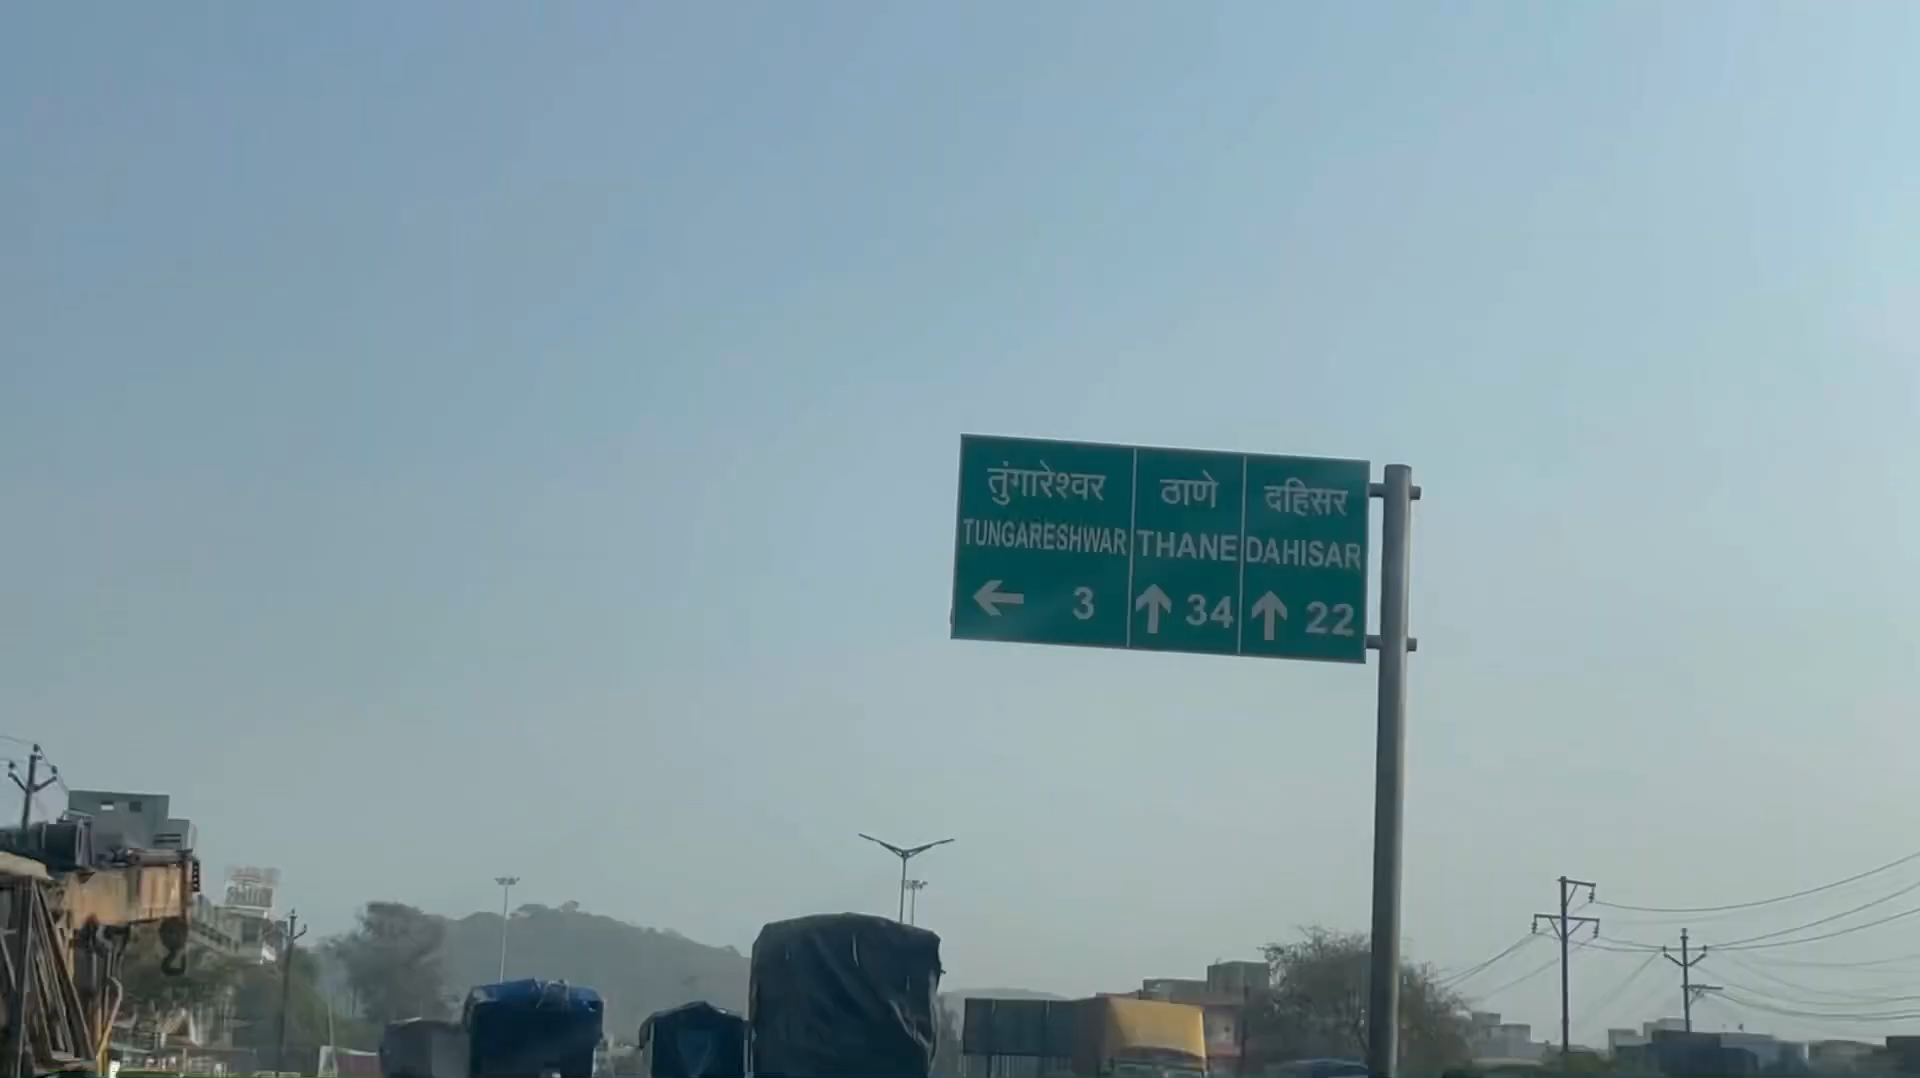 तुंगारेश्वर
TUNGARESHWAR
← 3
ठाणे
THANE
↑ 34
दहिसर
DAHISAR
↑ 22